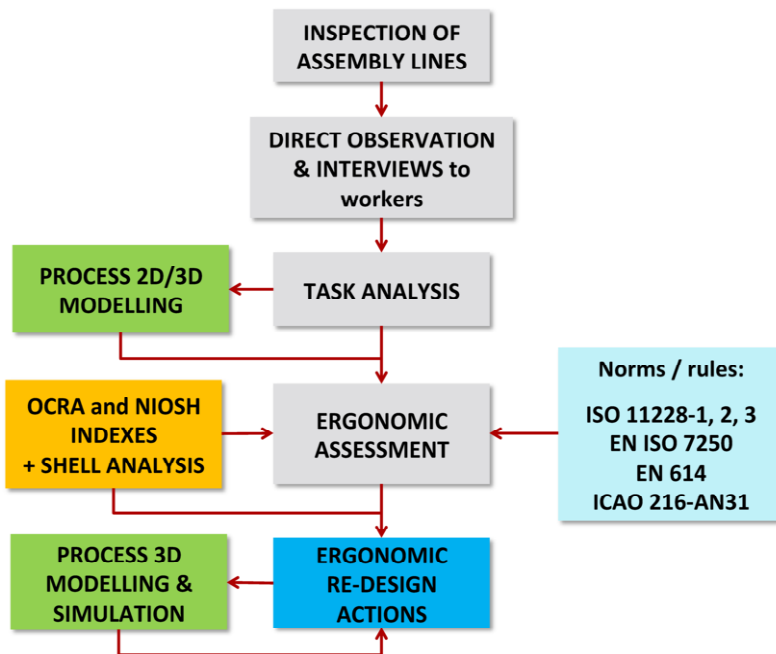 INSPECTION OF
ASSEMBLY LINES
DIRECT OBSERVATION
& INTERVIEWS to
workers
PROCESS 2D/3D
MODELLING
TASK ANALYSIS
Norms / rules:
ISO 11228-1, 2, 3
EN ISO 7250
EN 614
ICAO 216-AN31
OCRA and NIOSH
INDEXES
+ SHELL ANALYSIS
ERGONOMIC
ASSESSMENT
PROCESS 3D
MODELLING &
SIMULATION
ERGONOMIC
RE-DESIGN
ACTIONS